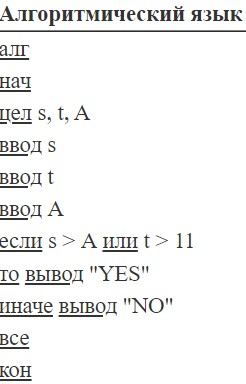 Алгоритмический язык
алг
нач
цел s, t, A
ввод s
ввод t
ввод A
если s > A или t > 11
то вывод "YES"
иначе вывод "NO"
все
кон